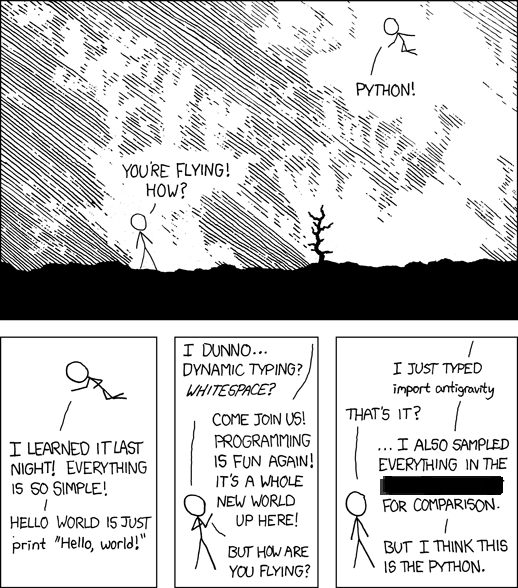 PYTHON!
YOU'RE FLYING!
HOW?
I LEARNED IT LAST
NIGHT! EVERYTHING
IS SO SIMPLE!
HELLO WORLD IS JUST
print "Hello, world!"
I DUNNO...
DYNAMIC TYPING?
WHITESPACE?
COME JOIN US!
PROGRAMMING
IS FUN AGAIN!
IT'S A WHOLE
NEW WORLD
UP HERE!
BUT HOW ARE
YOU FLYING?
I JUST TYPED
import antigravity
THAT'S IT?
...I ALSO SAMPLED
EVERYTHING IN THE
FOR COMPARISON.
BUT I THINK THIS
IS THE PYTHON.